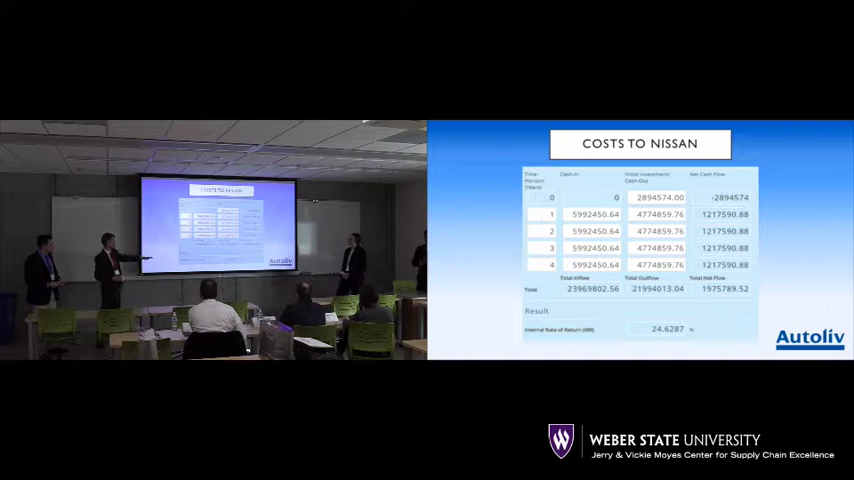 COSTS TO NISSAN
COSTS TO NISSAN
Time Horizon (Years) Cash-in Initial Investment/ Cash-Out Net Cash Flow
0 0 2894574.00 -2894574
1 5992450.64 4774859.76 1217590.88
2 5992450.64 4774859.76 1217590.88
3 5992450.64 4774859.76 1217590.88
4 5992450.64 4774859.76 1217590.88
Total Inflow Total Outflow Total Net Flow
Total 23969802.56 21994013.04 1975789.52
Result
Internal Rate of Return (IRR) 24.6287 %
Autoliv
Autoliv
WEBER STATE UNIVERSITY
Jerry & Vickie Moyes Center for Supply Chain Excellence